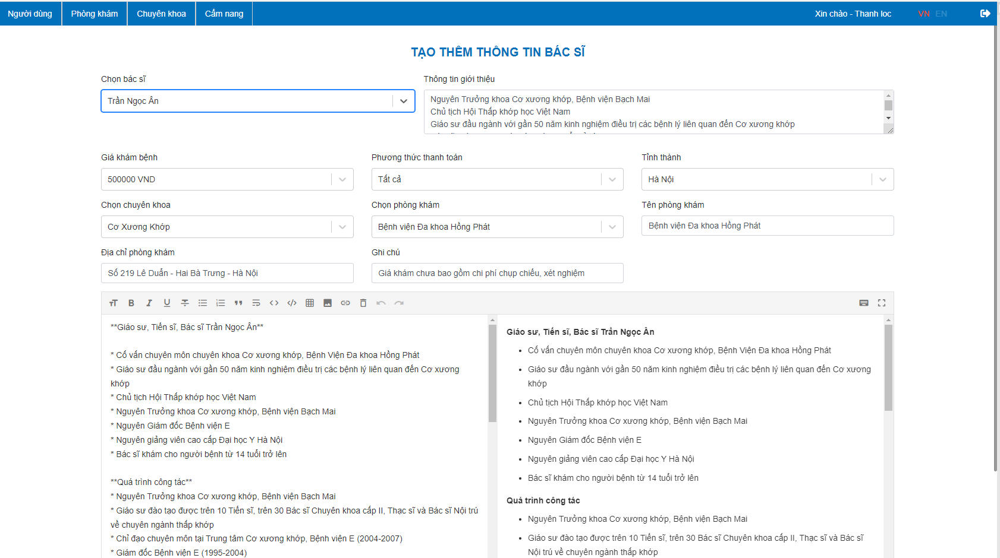 Người dùng
Phòng khám
Chuyên khoa
Cẩm nang
Xin chào - Thanh loc
VN EN
TẠO THÊM THÔNG TIN BÁC SĨ
Chọn bác sĩ
Trần Ngọc Ân
Thông tin giới thiệu
Nguyên Trưởng khoa Cơ xương khớp, Bệnh viện Bạch Mai
Chủ tịch Hội Thấp khớp học Việt Nam
Giáo sư đầu ngành với gần 50 năm kinh nghiệm điều trị các bệnh lý liên quan đến Cơ xương khớp
Giá khám bệnh
Phương thức thanh toán
Tỉnh thành
500000 VND
Tất cả
Hà Nội
Chọn chuyên khoa
Chọn phòng khám
Tên phòng khám
Cơ Xương Khớp
Bệnh viện Đa khoa Hồng Phát
Bệnh viện Đa khoa Hồng Phát
Địa chỉ phòng khám
Ghi chú
Số 219 Lê Duẩn - Hai Bà Trưng - Hà Nội
Giá khám chưa bao gồm chi phí chụp chiếu, xét nghiệm
**Giáo sư, Tiến sĩ, Bác sĩ Trần Ngọc Ân**
* Cố vấn chuyên môn chuyên khoa Cơ xương khớp, Bệnh Viện Đa khoa Hồng Phát
* Giáo sư đầu ngành với gần 50 năm kinh nghiệm điều trị các bệnh lý liên quan đến Cơ xương
khớp
* Chủ tịch Hội Thấp khớp học Việt Nam
* Nguyên Trưởng khoa Cơ xương khớp, Bệnh viện Bạch Mai
* Nguyên Giám đốc Bệnh viện E
* Nguyên giảng viên cao cấp Đại học Y Hà Nội
* Bác sĩ khám cho người bệnh từ 14 tuổi trở lên
**Quá trình công tác**
* Nguyên Trưởng khoa Cơ xương khớp, Bệnh viện Bạch Mai
* Giáo sư đào tạo được trên 10 Tiến sĩ, trên 30 Bác sĩ Chuyên khoa cấp II, Thạc sĩ và Bác sĩ Nội trú
về chuyên ngành thấp khớp
* Chỉ đạo chuyên môn tại Trung tâm Cơ xương khớp, Bệnh viện E (2004-2007)
* Giám đốc Bệnh viện E (1995-2004)
Giáo sư, Tiến sĩ, Bác sĩ Trần Ngọc Ân
• Cố vấn chuyên môn chuyên khoa Cơ xương khớp, Bệnh Viện Đa khoa Hồng Phát
• Giáo sư đầu ngành với gần 50 năm kinh nghiệm điều trị các bệnh lý liên quan đến Cơ xương
khớp
• Chủ tịch Hội Thấp khớp học Việt Nam
• Nguyên Trưởng khoa Cơ xương khớp, Bệnh viện Bạch Mai
• Nguyên Giám đốc Bệnh viện E
• Nguyên giảng viên cao cấp Đại học Y Hà Nội
• Bác sĩ khám cho người bệnh từ 14 tuổi trở lên
Quá trình công tác
• Nguyên Trưởng khoa Cơ xương khớp, Bệnh viện Bạch Mai
• Giáo sư đào tạo được trên 10 Tiến sĩ, trên 30 Bác sĩ Chuyên khoa cấp II, Thạc sĩ và Bác sĩ
Nội trú về chuyên ngành thấp khớp